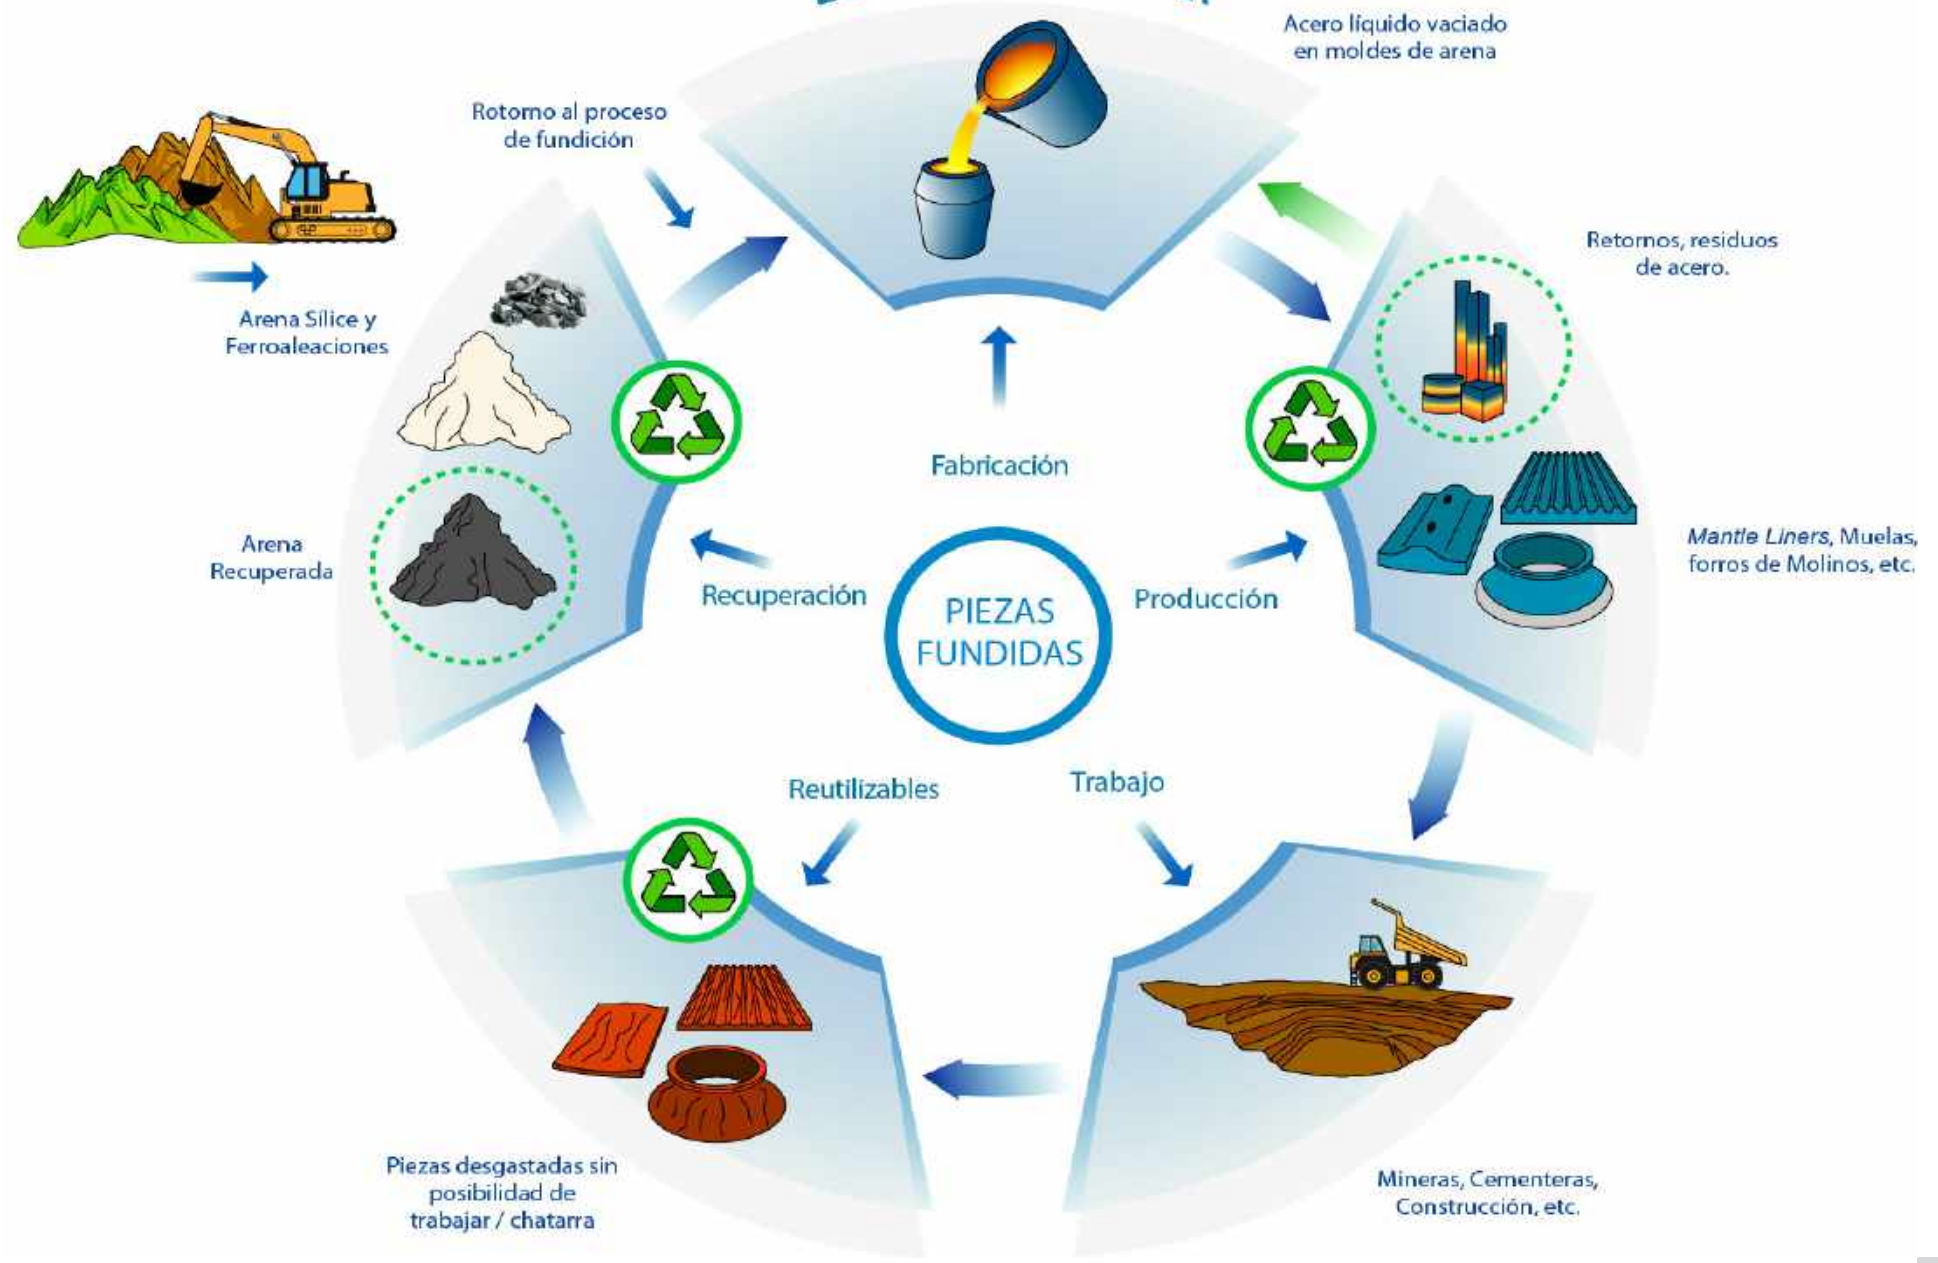 Acero líquido vaciado
en moldes de arena
Rotorno al proceso
de fundición
Retornos, residuos
de acero.
Arena Sílice y
Ferroaleaciones
Fabricación
Arena
Recuperada
Mantle Liners, Muelas,
forros de Molinos, etc.
Recuperación
PIEZAS
FUNDIDAS
Producción
Reutilizables
Trabajo
Piezas desgastadas sin
posibilidad de
trabajar / chatarra
Mineras, Cementeras,
Construcción, etc.